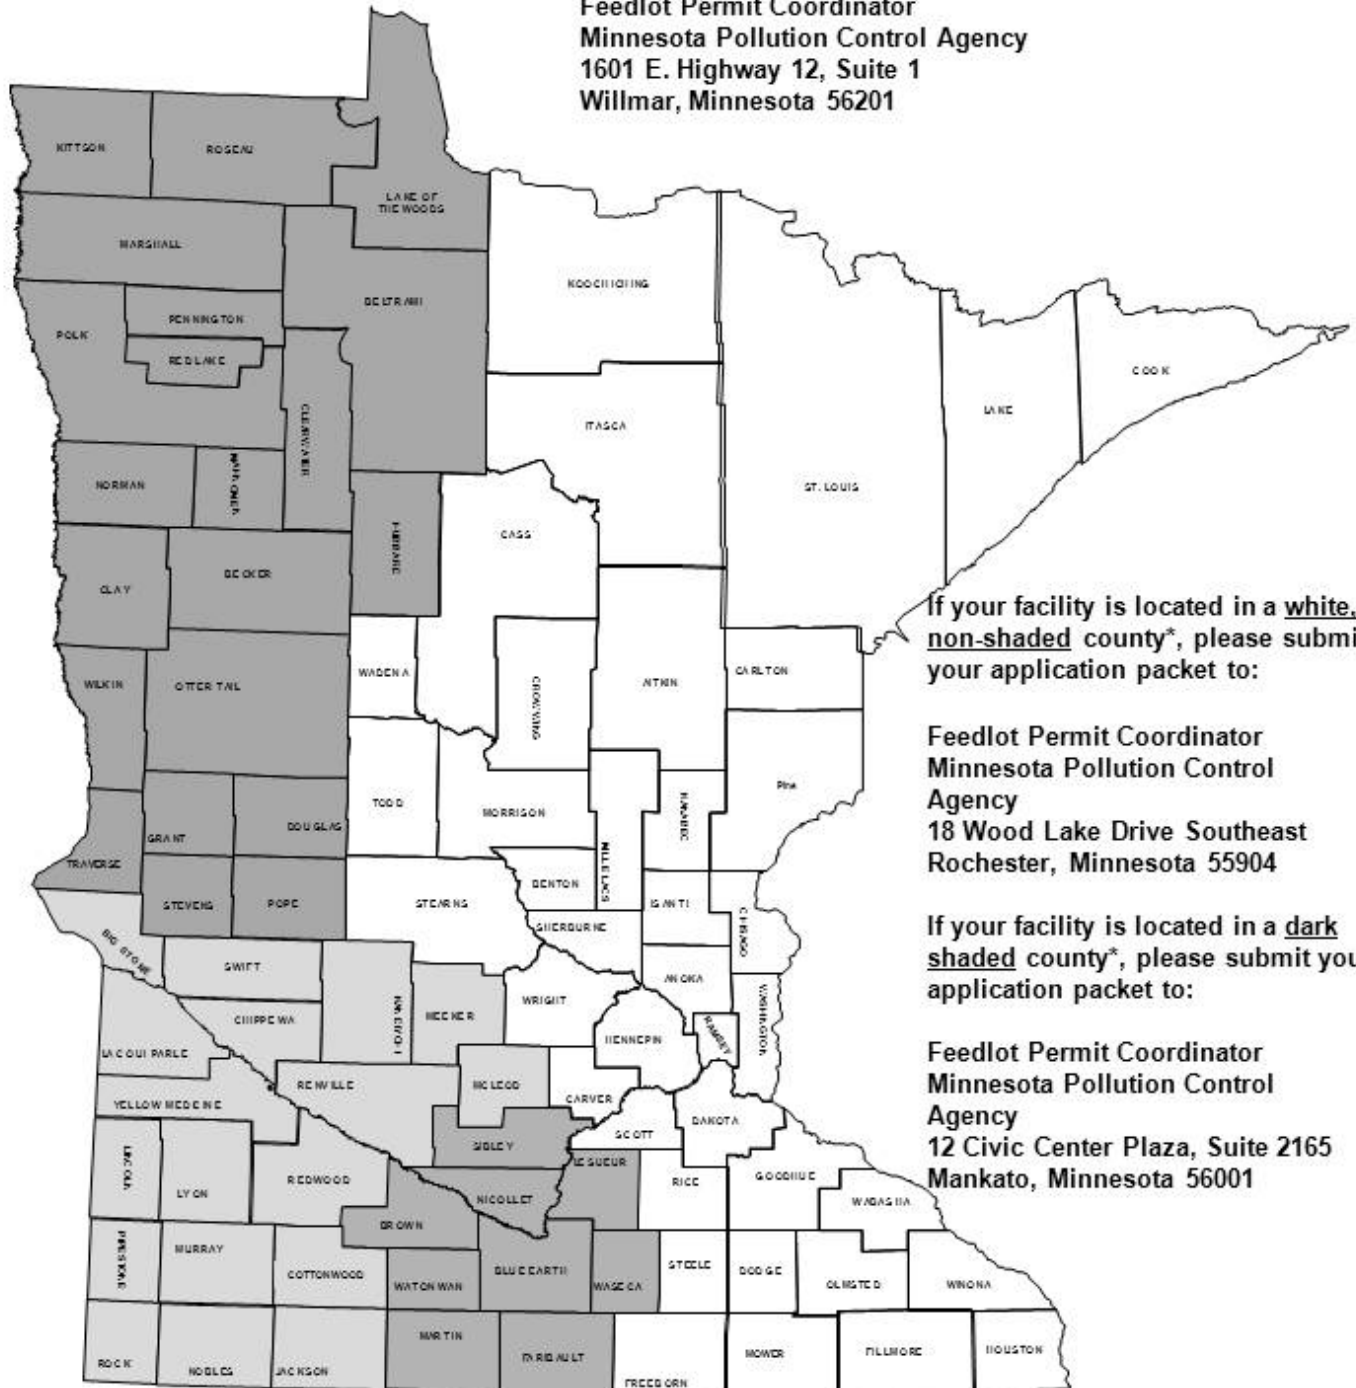 Feedlot Permit Coordinator
Minnesota Pollution Control Agency
1601 E. Highway 12, Suite 1
Willmar, Minnesota 56201
KITTSON
ROSEAU
LAKE OF
THE WOODS
MARSHALL
KOOCHICHING
BELTRAMI
PENNINGTON
POLK
RED LAKE
COOK
LAKE
CLEARWATER
ITASCA
NORMAN
ST. LOUIS
CASS
HUBBARD
BECKER
CLAY
If your facility is located in a white,
non-shaded county*, please submi
your application packet to:
WADENA
CARLTON
AITKIN
WILKIN
OTTER TAIL
CROW WING
Feedlot Permit Coordinator
Minnesota Pollution Control
Agency
18 Wood Lake Drive Southeast
Rochester, Minnesota 55904
Pine
TODD
MORRISON
KANABEC
DOUGLAS
GRANT
TRAVERSE
MILLE LACS
BENTON
STEVENS
POPE
STEARNS
ISANTI
SHERBURNE
CHISAGO
If your facility is located in a dark
shaded county*, please submit you
application packet to:
BIG STONE
SWIFT
ANOKA
WRIGHT
MEEKER
KANDIYOHI
CHIPPEWA
WASHINGTON
RAMSEY
HENNEPIN
LAC QUI PARLE
Feedlot Permit Coordinator
Minnesota Pollution Control
Agency
12 Civic Center Plaza, Suite 2165
Mankato, Minnesota 56001
RENVILLE
MCLEOD
CARVER
YELLOW MEDICINE
DAKOTA
SCOTT
SIBLEY
LE SUEUR
LINCOLN
LYON
REDWOOD
NICOLLET
RICE
GOODHUE
WABASHA
BROWN
MURRAY
PIPESTONE
COTTONWOOD
WATONWAN
BLUE EARTH
WASECA
STEELE
DODGE
OLMSTED
WINONA
MARTIN
FARIBAULT
MOWER
FILLMORE
HOUSTON
ROCK
NOBLES
JACKSON
FREEBORN